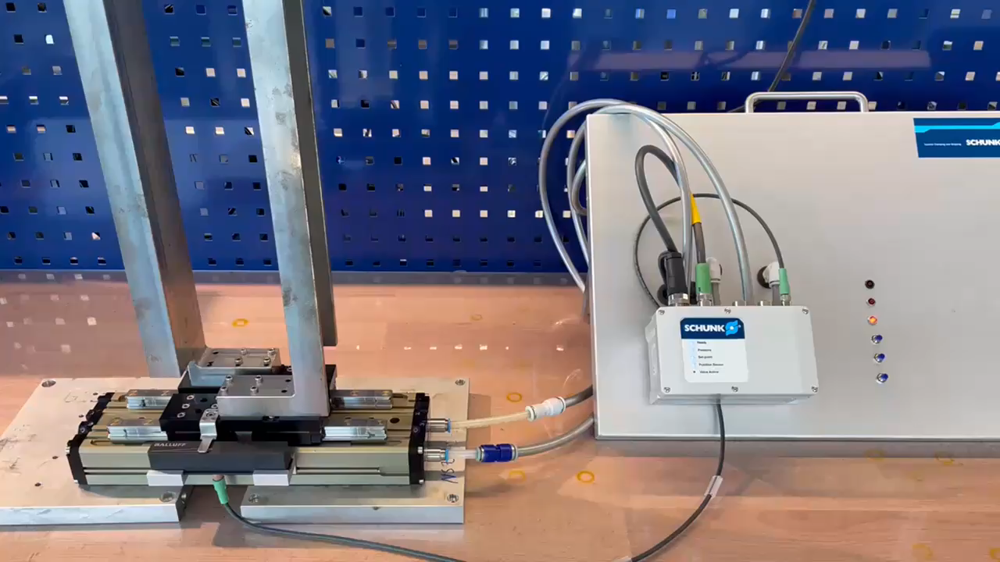 SCHUNK
SCHUNK
Ready
Pressure
Set-point
Position Sensor
Valve Active
BALLUFF